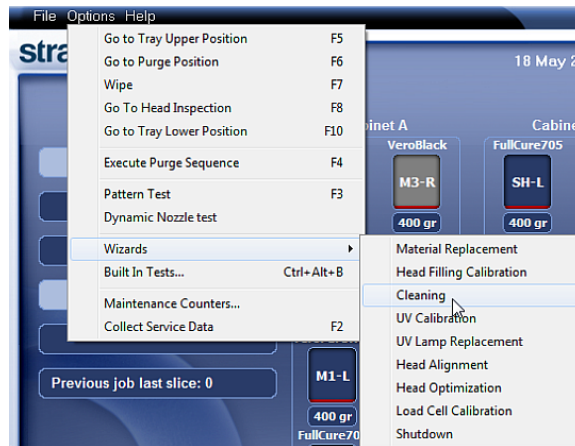 File Options Help
stra
18 May 2
Go to Tray Upper Position F5
Go to Purge Position F6
Wipe F7
Go To Head Inspection F8
Go to Tray Lower Position F10
Execute Purge Sequence F4
Pattern Test F3
Dynamic Nozzle test
Wizards
Built In Tests... Ctrl+Alt+B
Maintenance Counters...
Collect Service Data F2
inet A
Cabine
VeroBlack
FullCure705
M3-R
SH-L
400 gr
400 gr
Material Replacement
Head Filling Calibration
Cleaning
UV Calibration
UV Lamp Replacement
Head Alignment
Head Optimization
Load Cell Calibration
Shutdown
Previous job last slice: 0
M1-L
400 gr
FullCure70